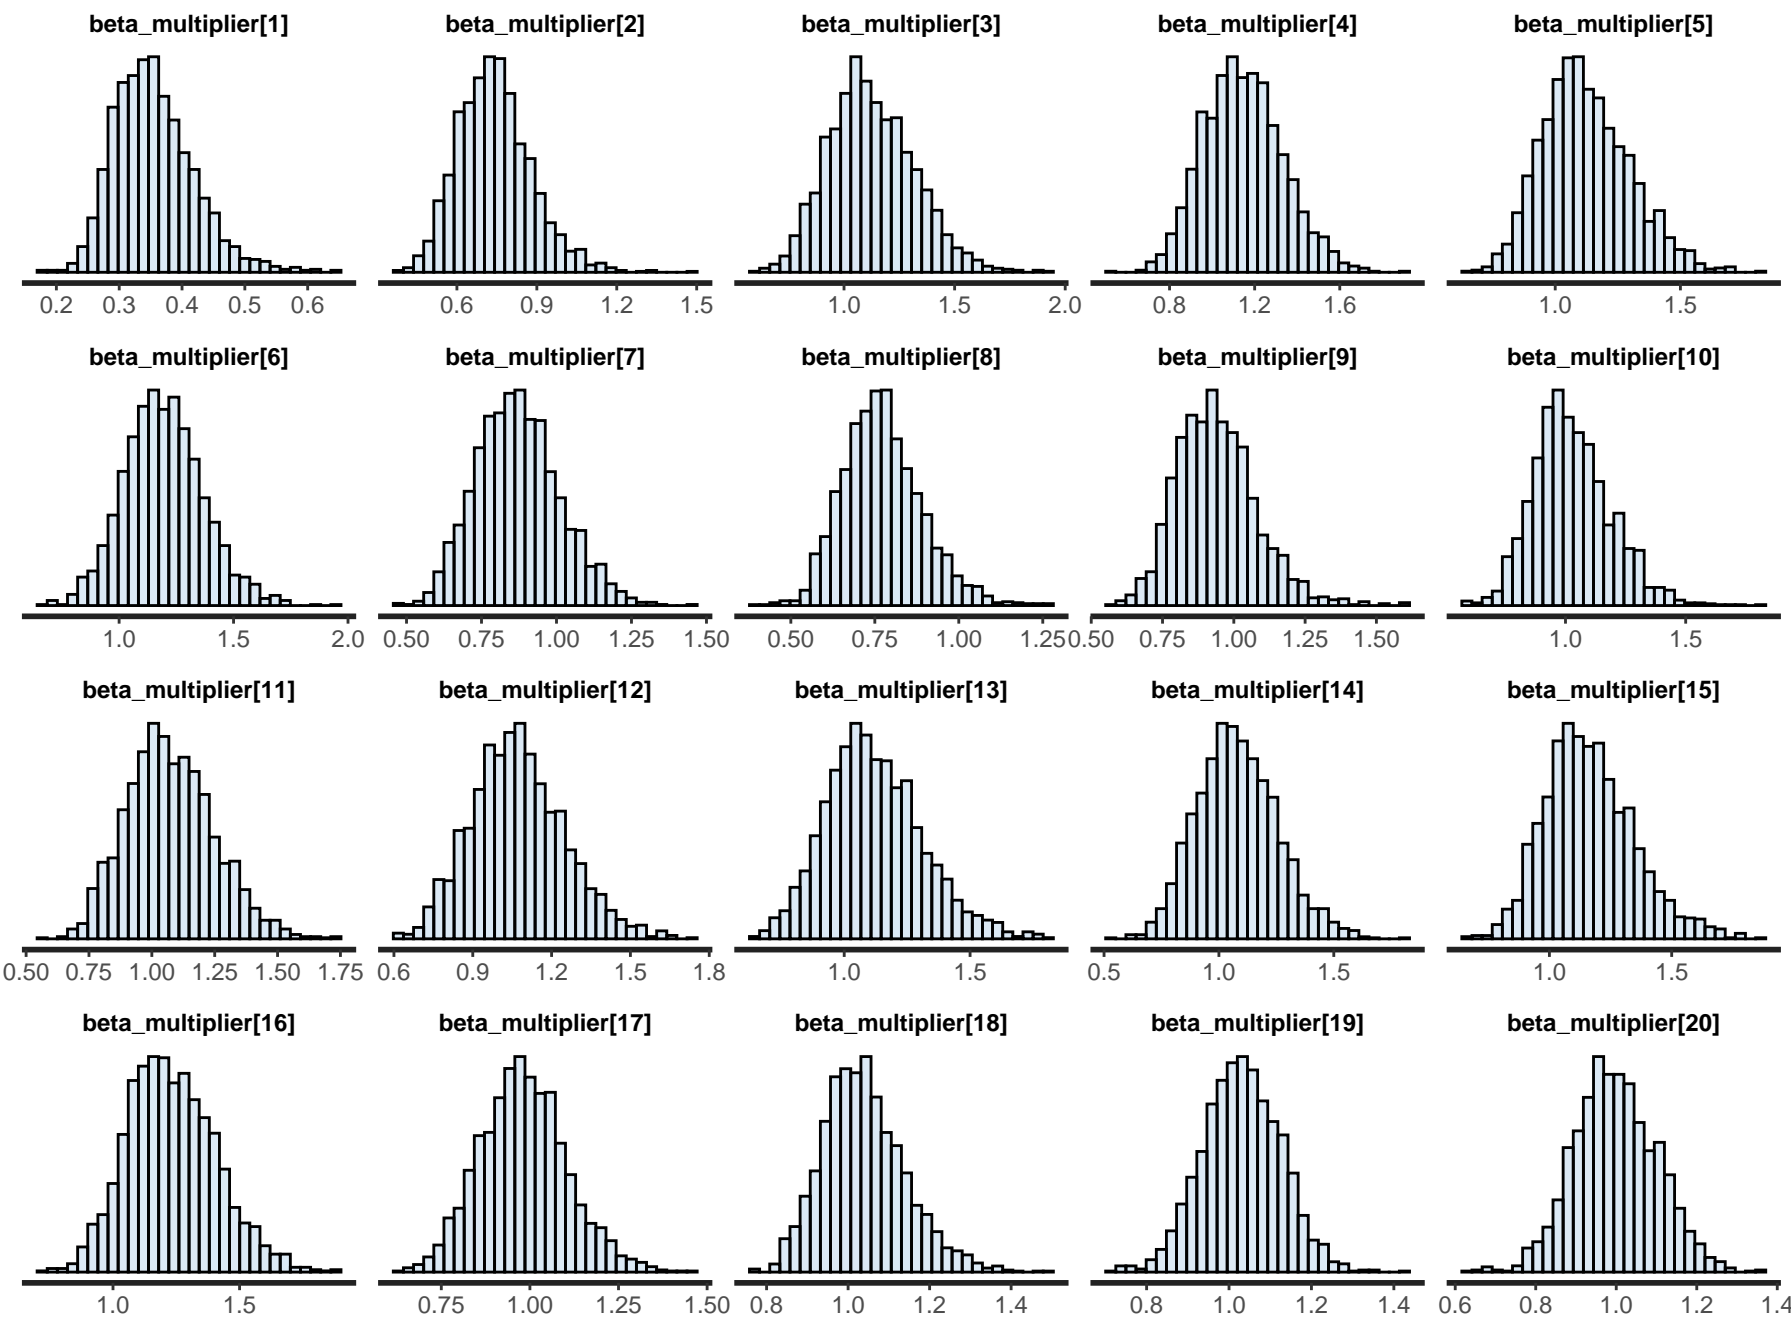 beta_multiplier[1] beta_multiplier[2] beta_multiplier[3] beta_multiplier[4] beta_multiplier[5]
0.2 0.3 0.4 0.5 0.6 0.6 0.9 1.2 1.5 1.0 1.5 2.0 0.8 1.2 1.6 1.0 1.5
beta_multiplier[6] beta_multiplier[7] beta_multiplier[8] beta_multiplier[9] beta_multiplier[10]
1.0 1.5 2.0 0.50 0.75 1.00 1.25 1.50 0.50 0.75 1.00 1.25 0.50 0.75 1.00 1.25 1.50 1.0 1.5
beta_multiplier[11] beta_multiplier[12] beta_multiplier[13] beta_multiplier[14] beta_multiplier[15]
0.50 0.75 1.00 1.25 1.50 1.75 0.6 0.9 1.2 1.5 1.8 1.0 1.5 0.5 1.0 1.5 1.0 1.5
beta_multiplier[16] beta_multiplier[17] beta_multiplier[18] beta_multiplier[19] beta_multiplier[20]
1.0 1.5 0.75 1.00 1.25 1.50 0.8 1.0 1.2 1.4 0.8 1.0 1.2 1.4 0.6 0.8 1.0 1.2 1.4